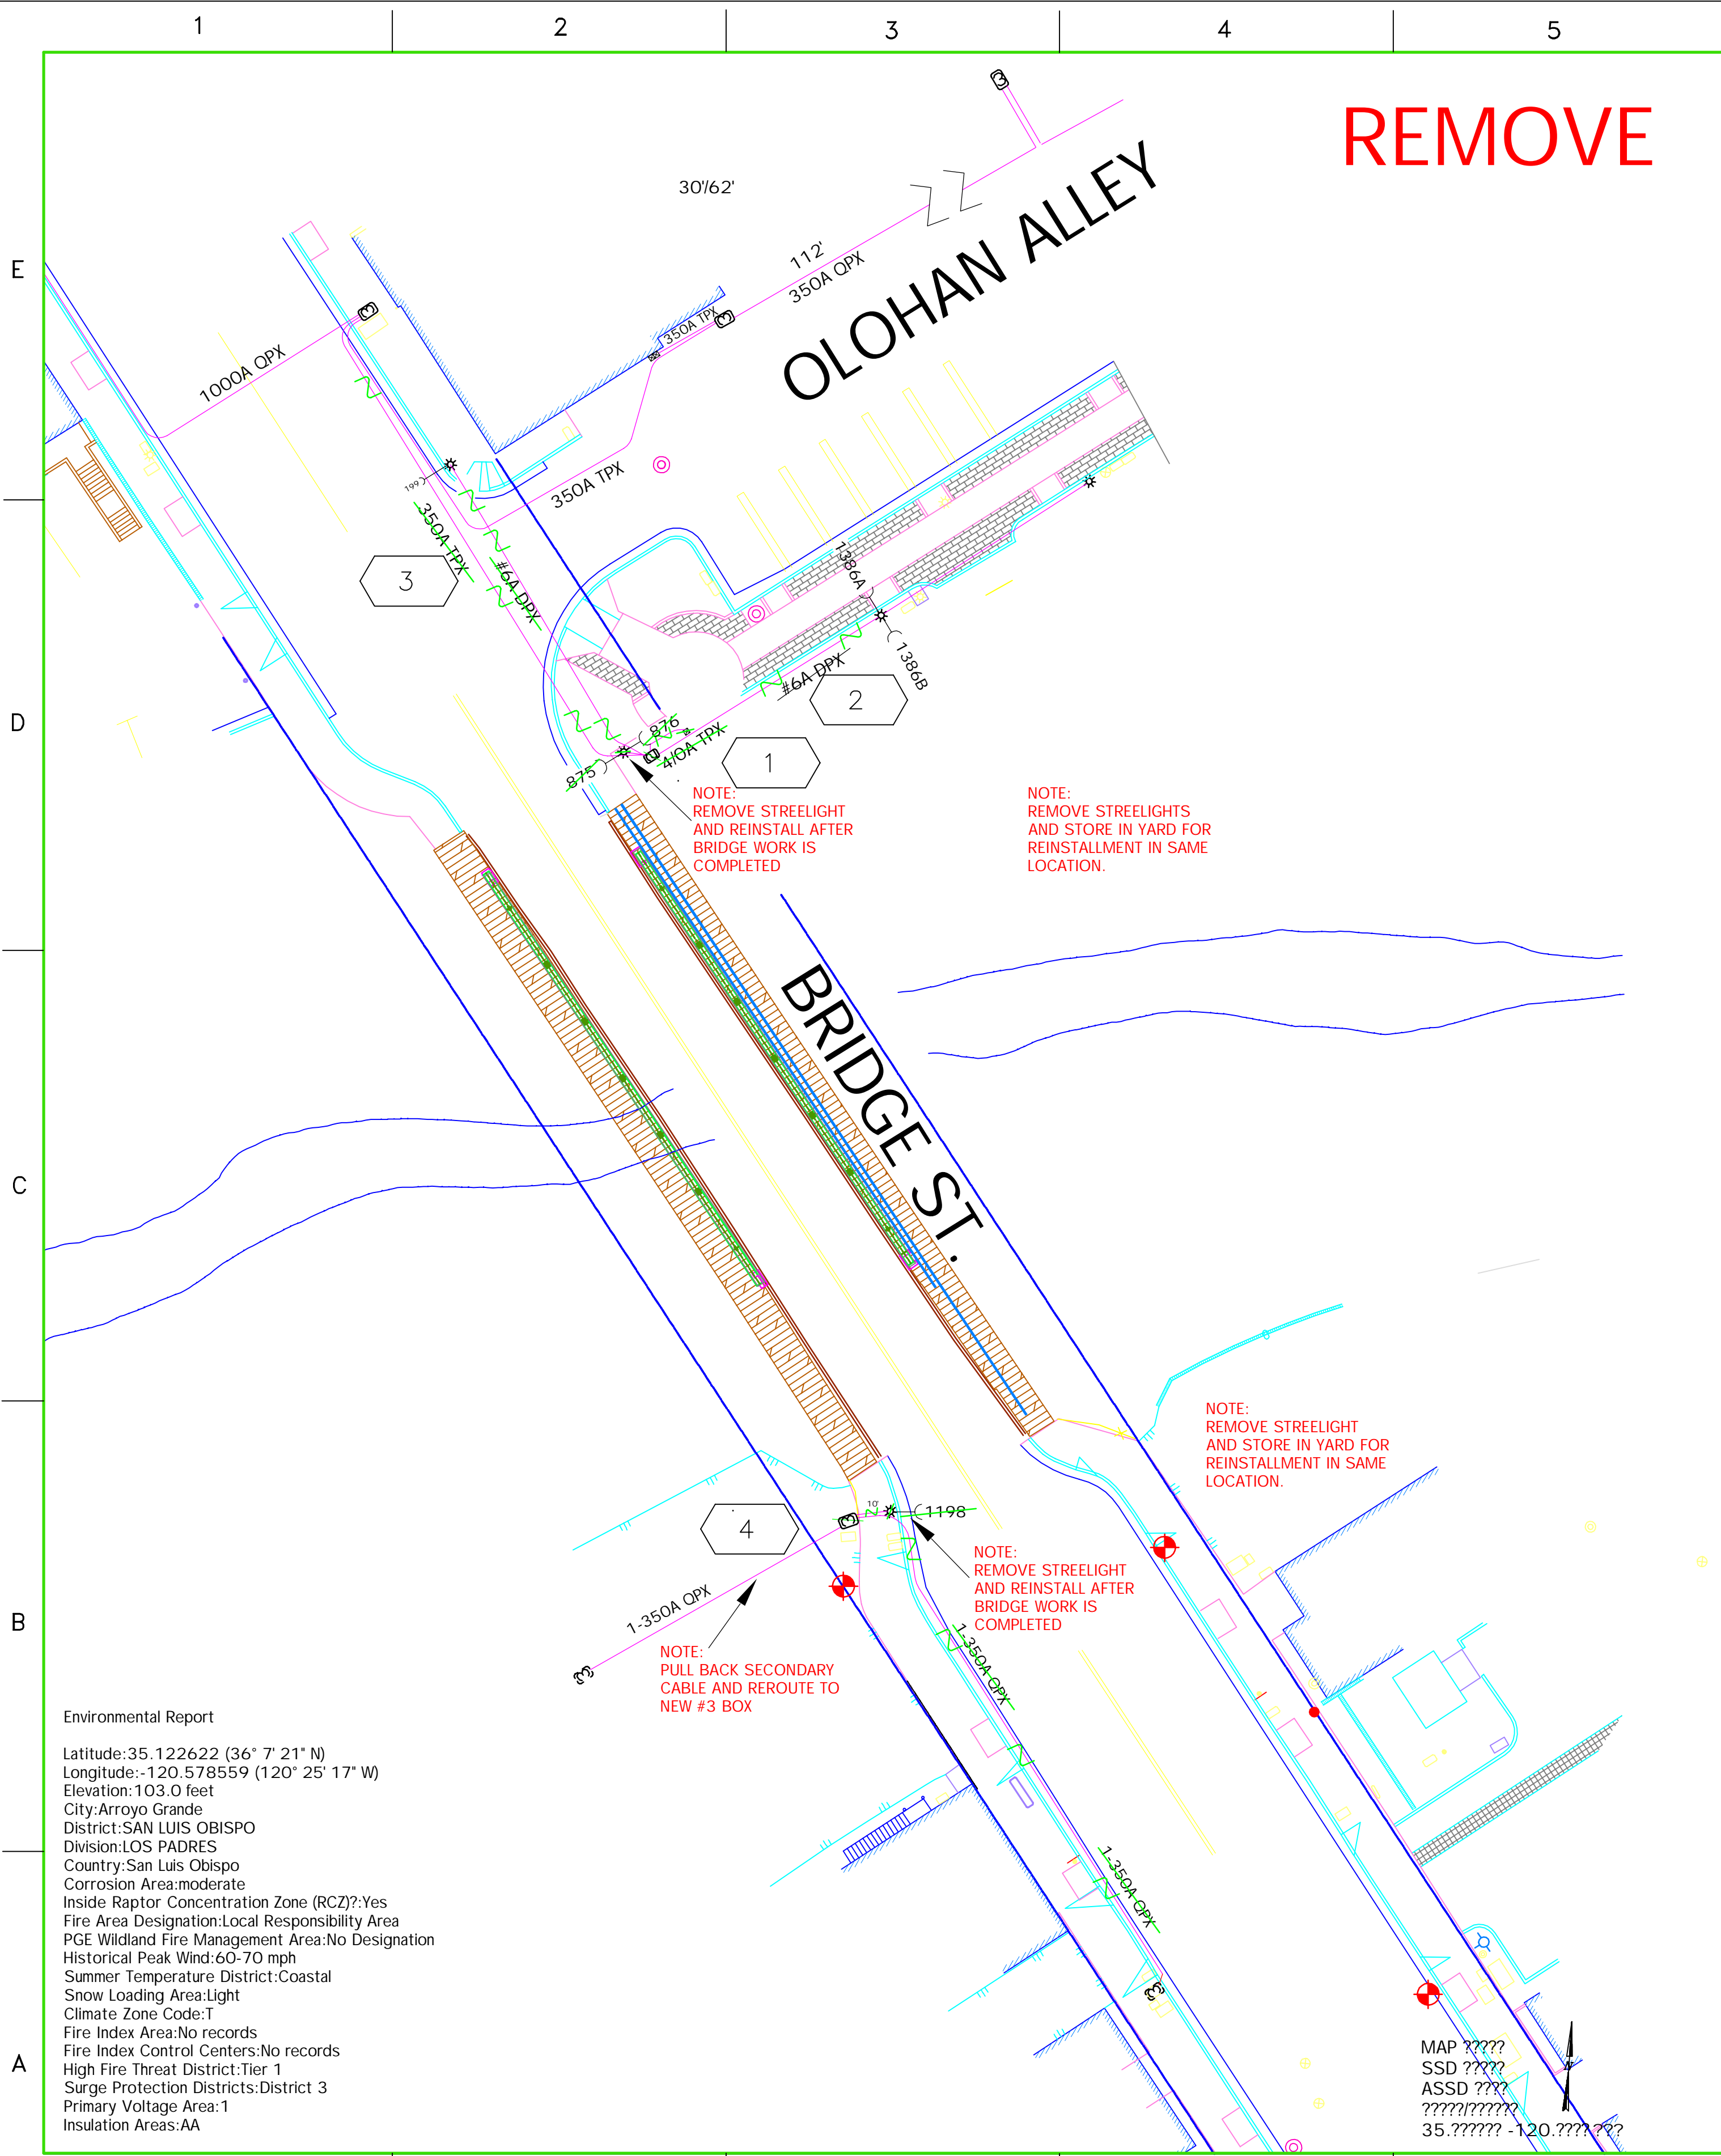 1
2
3
4
5
REMOVE
3
30'/62'
112'
350A QPX
OLOHAN ALLEY
E
3
3
350A TPX
1000A QPX
199
350A TPX
350A TPX
#6A DPX
3
1386A
1386B
#6A DPX
2
D
876
4/0A TPX
1
875
NOTE:
REMOVE STREELIGHT
AND REINSTALL AFTER
BRIDGE WORK IS
COMPLETED
NOTE:
REMOVE STREELIGHTS
AND STORE IN YARD FOR
REINSTALLMENT IN SAME
LOCATION.
BRIDGE ST.
C
NOTE:
REMOVE STREELIGHT
AND STORE IN YARD FOR
REINSTALLMENT IN SAME
LOCATION.
4
3
10'
1198
NOTE:
REMOVE STREELIGHT
AND REINSTALL AFTER
BRIDGE WORK IS
COMPLETED
1-350A QPX
B
3
NOTE:
PULL BACK SECONDARY
CABLE AND REROUTE TO
NEW #3 BOX
1-350A QPX
1-350A QPX
3
Environmental Report
Latitude:35.122622 (36° 7' 21" N)
Longitude:-120.578559 (120° 25' 17" W)
Elevation:103.0 feet
City:Arroyo Grande
District:SAN LUIS OBISPO
Division:LOS PADRES
Country:San Luis Obispo
Corrosion Area:moderate
Inside Raptor Concentration Zone (RCZ)?:Yes
Fire Area Designation:Local Responsibility Area
PGE Wildland Fire Management Area:No Designation
Historical Peak Wind:60-70 mph
Summer Temperature District:Coastal
Snow Loading Area:Light
Climate Zone Code:T
Fire Index Area:No records
Fire Index Control Centers:No records
High Fire Threat District:Tier 1
Surge Protection Districts:District 3
Primary Voltage Area:1
Insulation Areas:AA
A
MAP ?????
SSD ?????
ASSD ????
?????/??????
35.?????? -120.???????